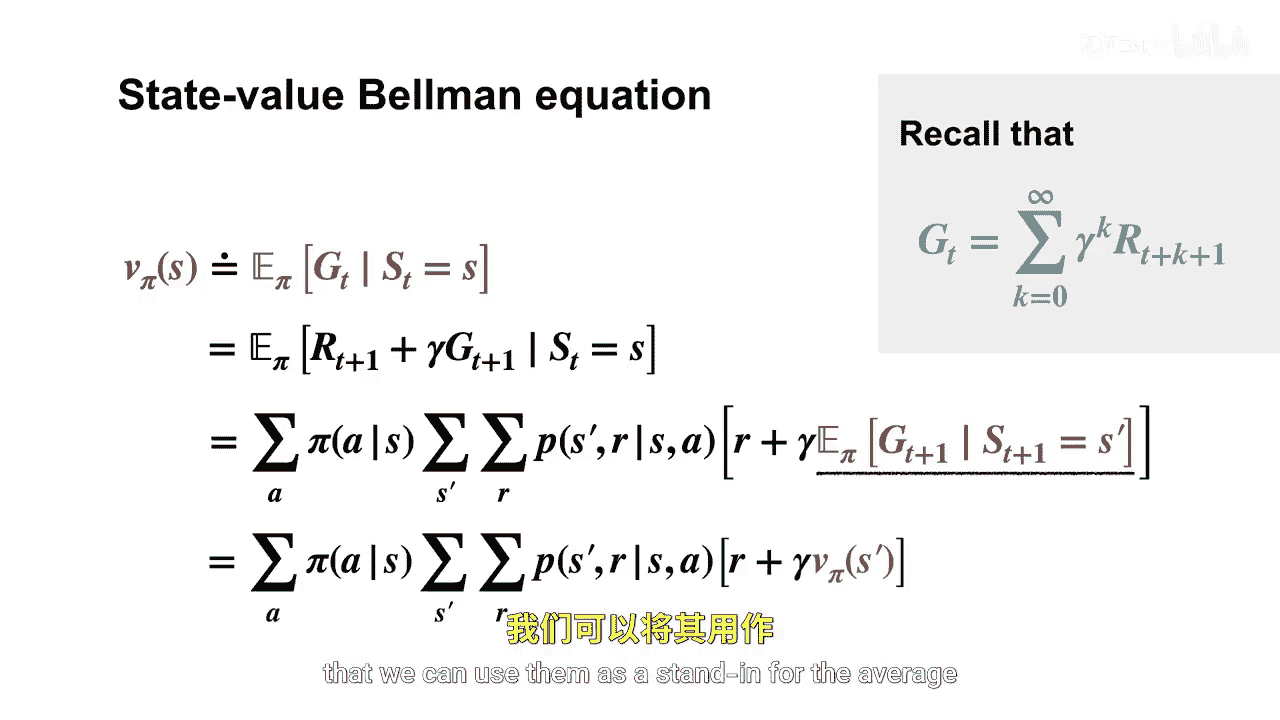 State-value Bellman equation
Recall that
G_t = ∑_{k=0}^{∞} γ^k R_{t+k+1}
v_π(s) ≐ 𝔼_π [G_t | S_t = s]
= 𝔼_π [R_{t+1} + γG_{t+1} | S_t = s]
= ∑_a π(a|s) ∑_{s′} ∑_r p(s′, r|s, a) [r + γ𝔼_π [G_{t+1} | S_{t+1} = s′]]
= ∑_a π(a|s) ∑_{s′} ∑_r p(s′, r|s, a) [r + γv_π(s′)]
我们可以将其用作
that we can use them as a stand-in for the average